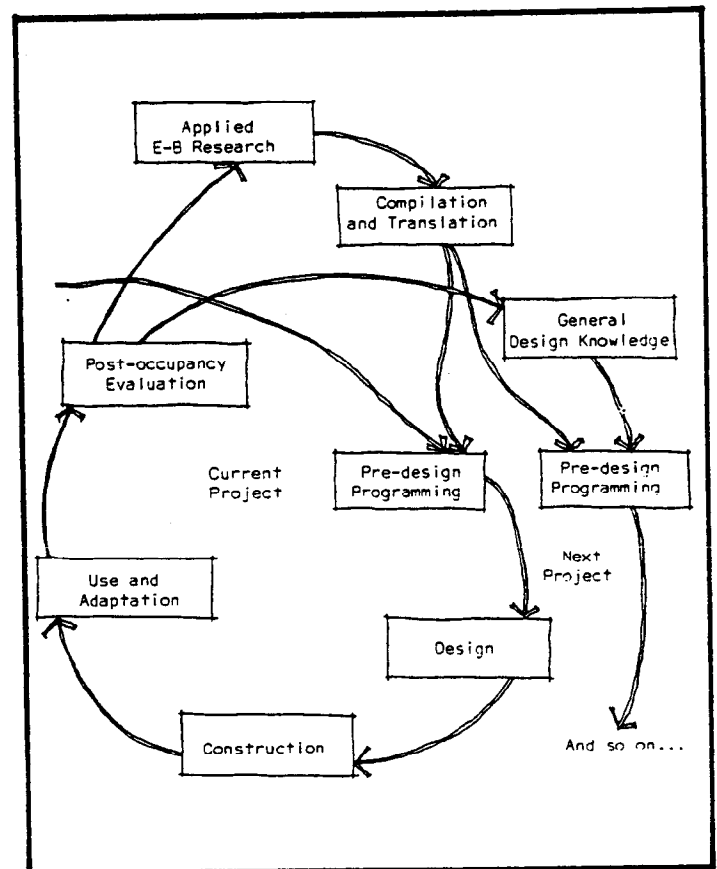 Applied
E-B Research
Compilation
and Translation
General
Design Knowledge
Post-occupancy
Evaluation
Current
Project
Pre-design
Programming
Pre-design
Programming
Next
Project
Use and
Adaptation
Design
Construction
And so on...